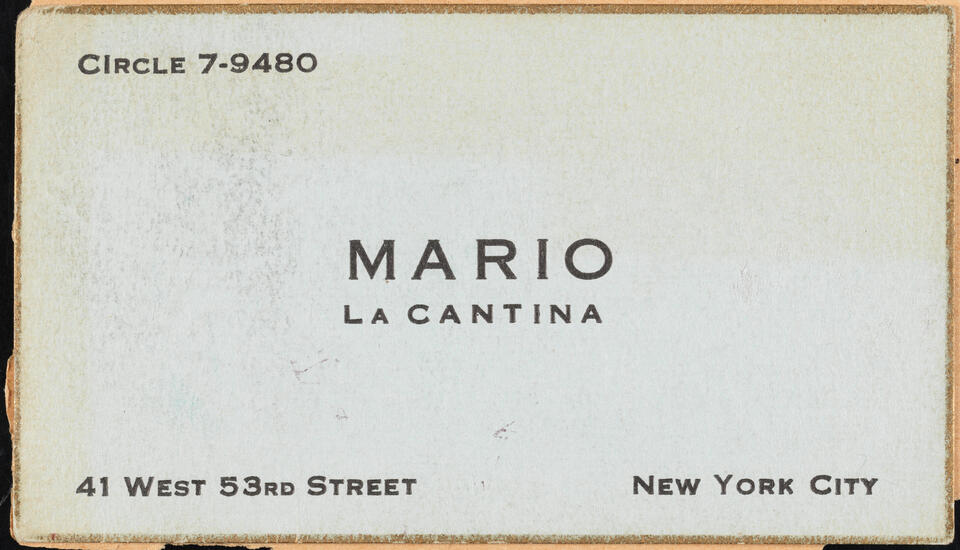 CIrcle 7-9480
MARIO
La CANTINA
41 West 53rd Street New York City